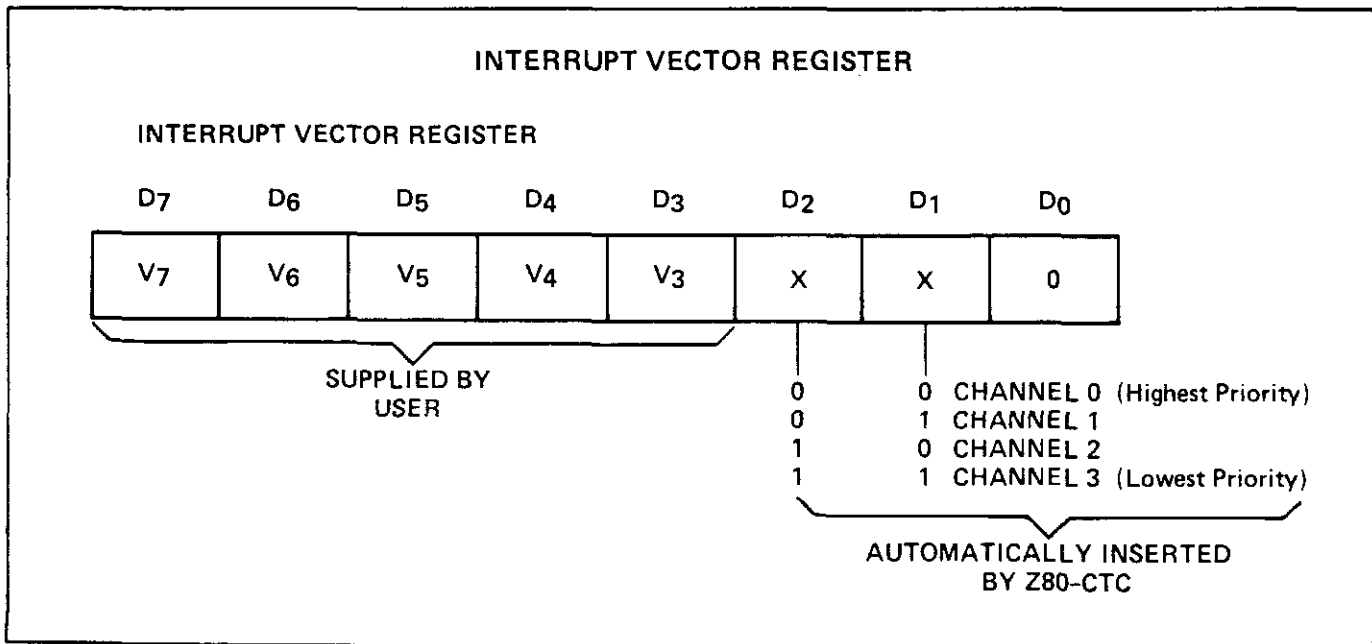 INTERRUPT VECTOR REGISTER
INTERRUPT VECTOR REGISTER
D7 D6 D5 D4 D3 D2 D1 D0
V7 V6 V5 V4 V3 X X 0
SUPPLIED BY
USER
0 0 CHANNEL 0 (Highest Priority)
0 1 CHANNEL 1
1 0 CHANNEL 2
1 1 CHANNEL 3 (Lowest Priority)
AUTOMATICALLY INSERTED
BY Z80-CTC